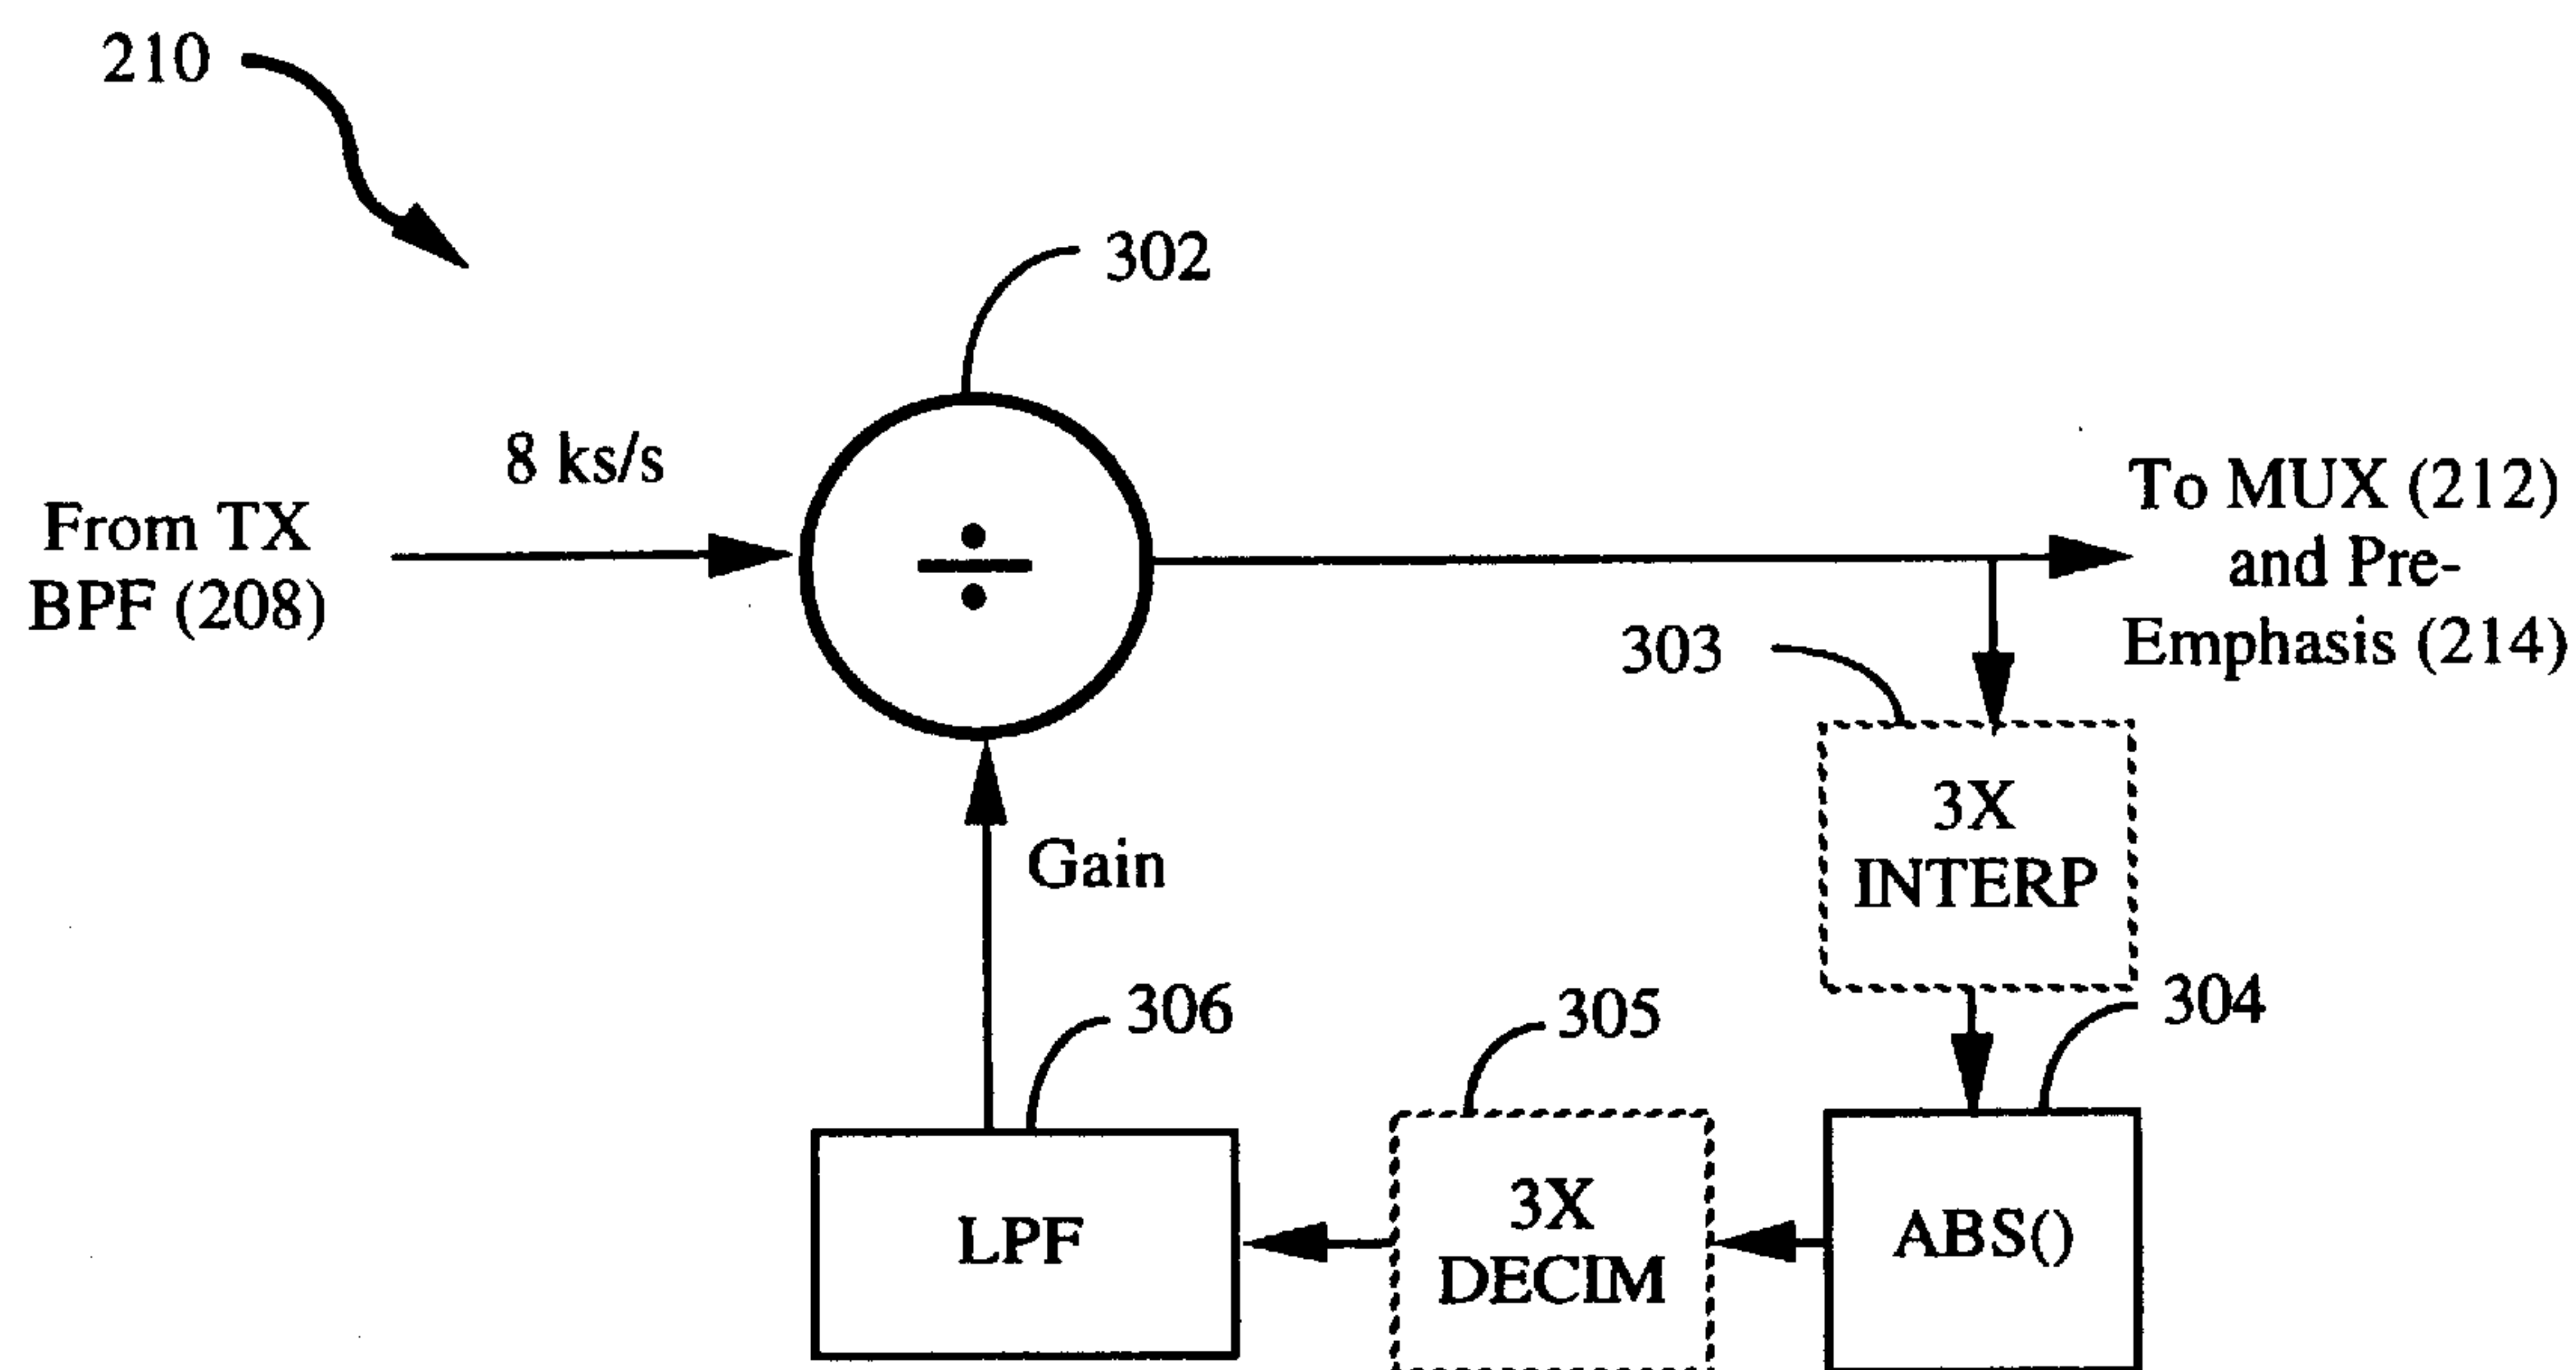 210
302
8 ks/s
From TX
BPF (208)
÷
To MUX (212)
and Pre-
Emphasis (214)
303
3X
INTERP
Gain
306
305
304
LPF
3X
DECIM
ABS()